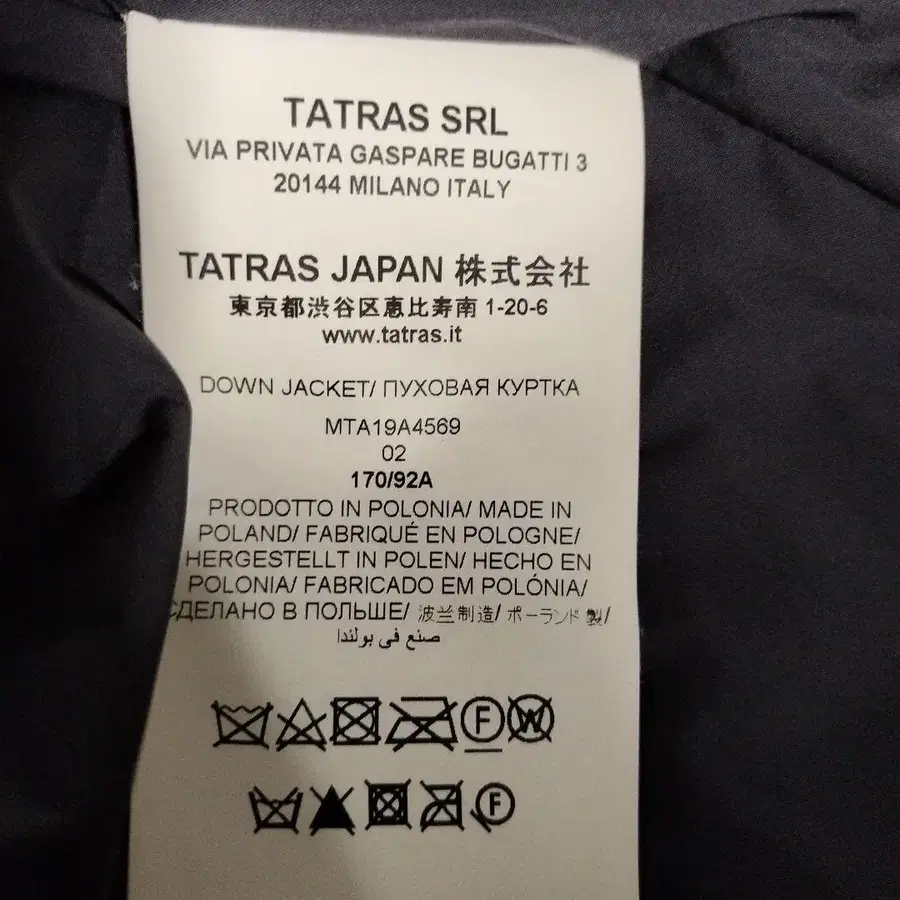 TATRAS SRL
VIA PRIVATA GASPARE BUGATTI 3
20144 MILANO ITALY
TATRAS JAPAN 株式会社
東京都渋谷区恵比寿南 1-20-6
www.tatras.it
DOWN JACKET/ ПУХОВАЯ КУРТКА
MTA19A4569
02
170/92A
PRODOTTO IN POLONIA/ MADE IN
POLAND/ FABRIQUÉ EN POLOGNE/
HERGESTELLT IN POLEN/ HECHO EN
POLONIA/ FABRICADO EM POLÓNIA/
СДЕЛАНО В ПОЛЬШЕ/ 波兰制造/ ポーランド製/
صنع في بولندا
F W
F